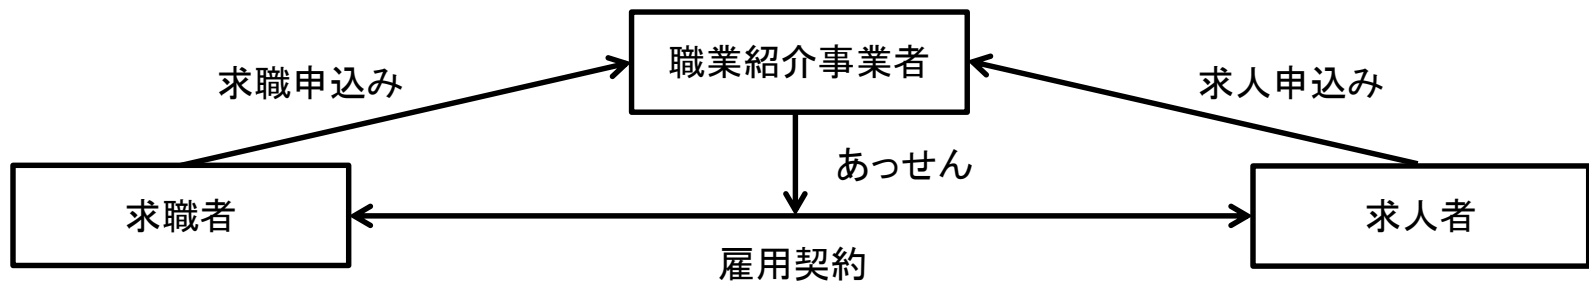 職業紹介事業者
求職申込み
求人申込み
あっせん
求職者
求人者
雇用契約